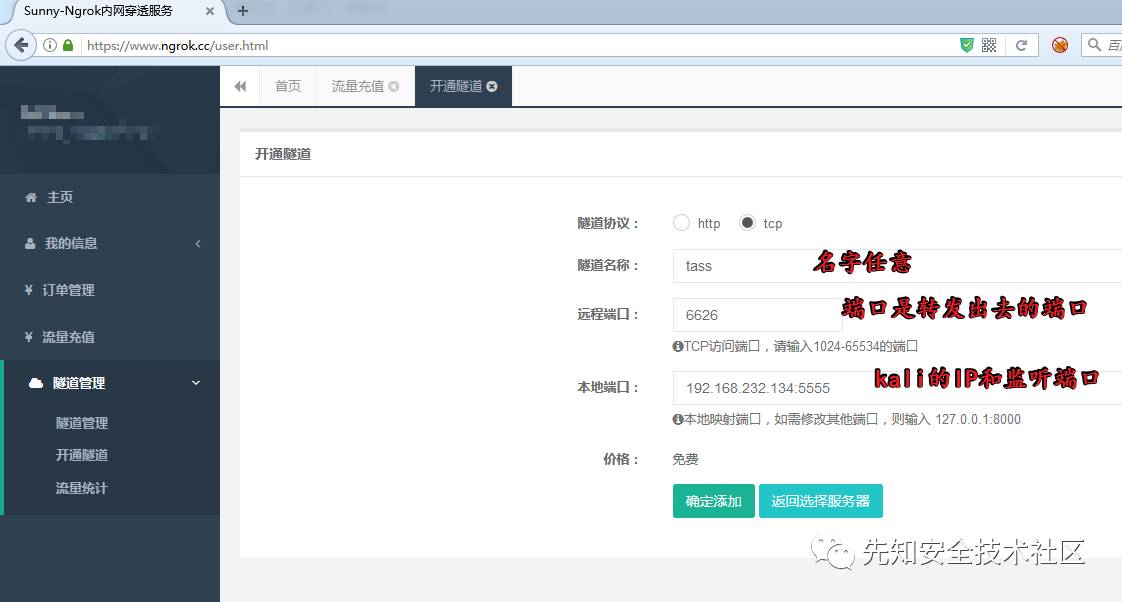 Sunny-Ngrok内网穿透服务
https://www.ngrok.cc/user.html
百
首页
流量充值
开通隧道
开通隧道
主页
我的信息
¥ 订单管理
¥ 流量充值
隧道管理
隧道管理
开通隧道
流量统计
隧道协议：
http
tcp
隧道名称：
tass
名字任意
远程端口：
6626
端口是转发出去的端口
TCP访问端口，请输入1024-65534的端口
本地端口：
192.168.232.134:5555
kali的IP和监听端口
本地映射端口，如需修改其他端口，则输入 127.0.0.1:8000
价格：
免费
确定添加
返回选择服务器
先知安全技术社区